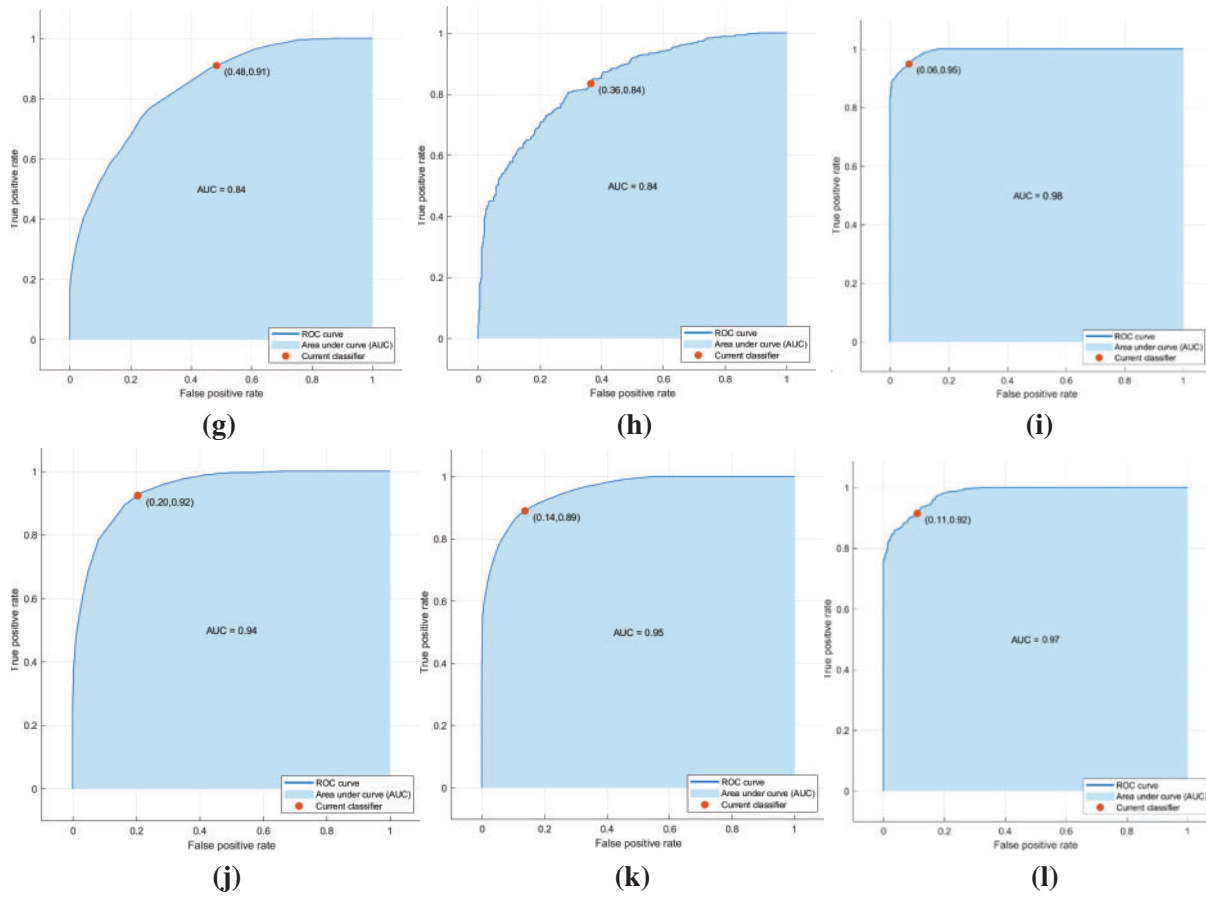 1
0.8
0.6
0.4
0.2
0
True positive rate
(0.48,0.91)
AUC = 0.84
ROC curve
Area under curve (AUC)
Current classifier
0 0.2 0.4 0.6 0.8 1
False positive rate
(g)
1
0.8
0.6
0.4
0.2
0
True positive rate
(0.36,0.84)
AUC = 0.84
ROC curve
Area under curve (AUC)
Current classifier
0 0.2 0.4 0.6 0.8 1
False positive rate
(h)
1
0.8
0.6
0.4
0.2
0
True positive rate
(0.06,0.95)
AUC = 0.98
ROC curve
Area under curve (AUC)
Current classifier
0 0.2 0.4 0.6 0.8 1
False positive rate
(i)
1
0.8
0.6
0.4
0.2
0
True positive rate
(0.20,0.92)
AUC = 0.94
ROC curve
Area under curve (AUC)
Current classifier
0 0.2 0.4 0.6 0.8 1
False positive rate
(j)
1
0.8
0.6
0.4
0.2
0
True positive rate
(0.14,0.89)
AUC = 0.95
ROC curve
Area under curve (AUC)
Current classifier
0 0.2 0.4 0.6 0.8 1
False positive rate
(k)
1
0.8
0.6
0.4
0.2
0
True positive rate
(0.11,0.92)
AUC = 0.97
ROC curve
Area under curve (AUC)
Current classifier
0 0.2 0.4 0.6 0.8 1
False positive rate
(l)